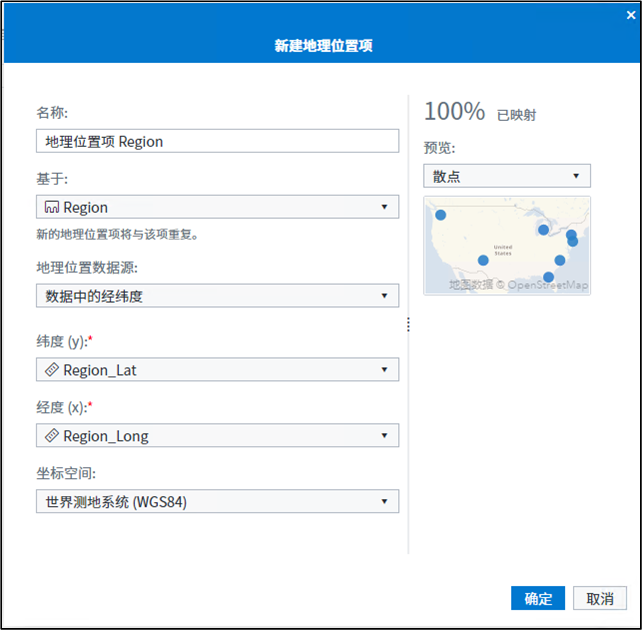 新建地理位置项
名称:
地理位置项 Region
基于:
Region
新的地理位置项将与该项重复。
地理位置数据源:
数据中的经纬度
纬度 (y):*
Region_Lat
经度 (x):*
Region_Long
坐标空间:
世界测地系统 (WGS84)
100% 已映射
预览:
散点
United
States
地图数据 © OpenStreetMap
确定 取消